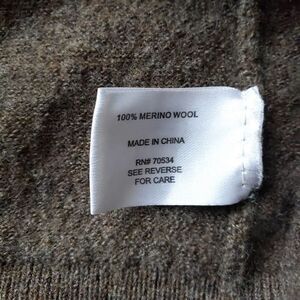 100% MERINO WOOL
MADE IN CHINA
RN# 70534
SEE REVERSE
FOR CARE